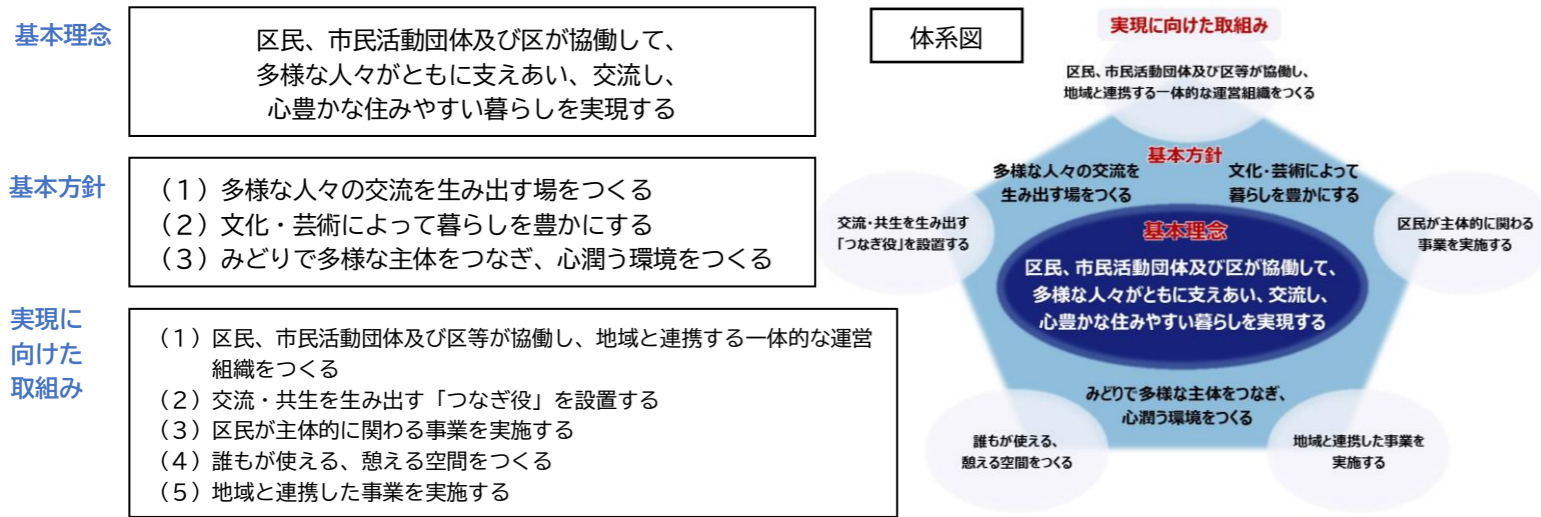 基本理念
区民、市民活動団体及び区が協働して、
多様な人々がともに支えあい、交流し、
心豊かな住みやすい暮らしを実現する
基本方針
（1）多様な人々の交流を生み出す場をつくる
（2）文化・芸術によって暮らしを豊かにする
（3）みどりで多様な主体をつなぎ、心潤う環境をつくる
実現に
向けた
取組み
（1）区民、市民活動団体及び区等が協働し、地域と連携する一体的な運営
組織をつくる
（2）交流・共生を生み出す「つなぎ役」を設置する
（3）区民が主体的に関わる事業を実施する
（4）誰もが使える、憩える空間をつくる
（5）地域と連携した事業を実施する
体系図
実現に向けた取組み
区民、市民活動団体及び区等が協働し、
地域と連携する一体的な運営組織をつくる
基本方針
多様な人々の交流を
生み出す場をつくる
文化・芸術によって
暮らしを豊かにする
交流・共生を生み出す
「つなぎ役」を設置する
区民が主体的に関わる
事業を実施する
基本理念
区民、市民活動団体及び区が協働して、
多様な人々がともに支えあい、交流し、
心豊かな住みやすい暮らしを実現する
みどりで多様な主体をつなぎ、
心潤う環境をつくる
誰もが使える、
憩える空間をつくる
地域と連携した事業を
実施する